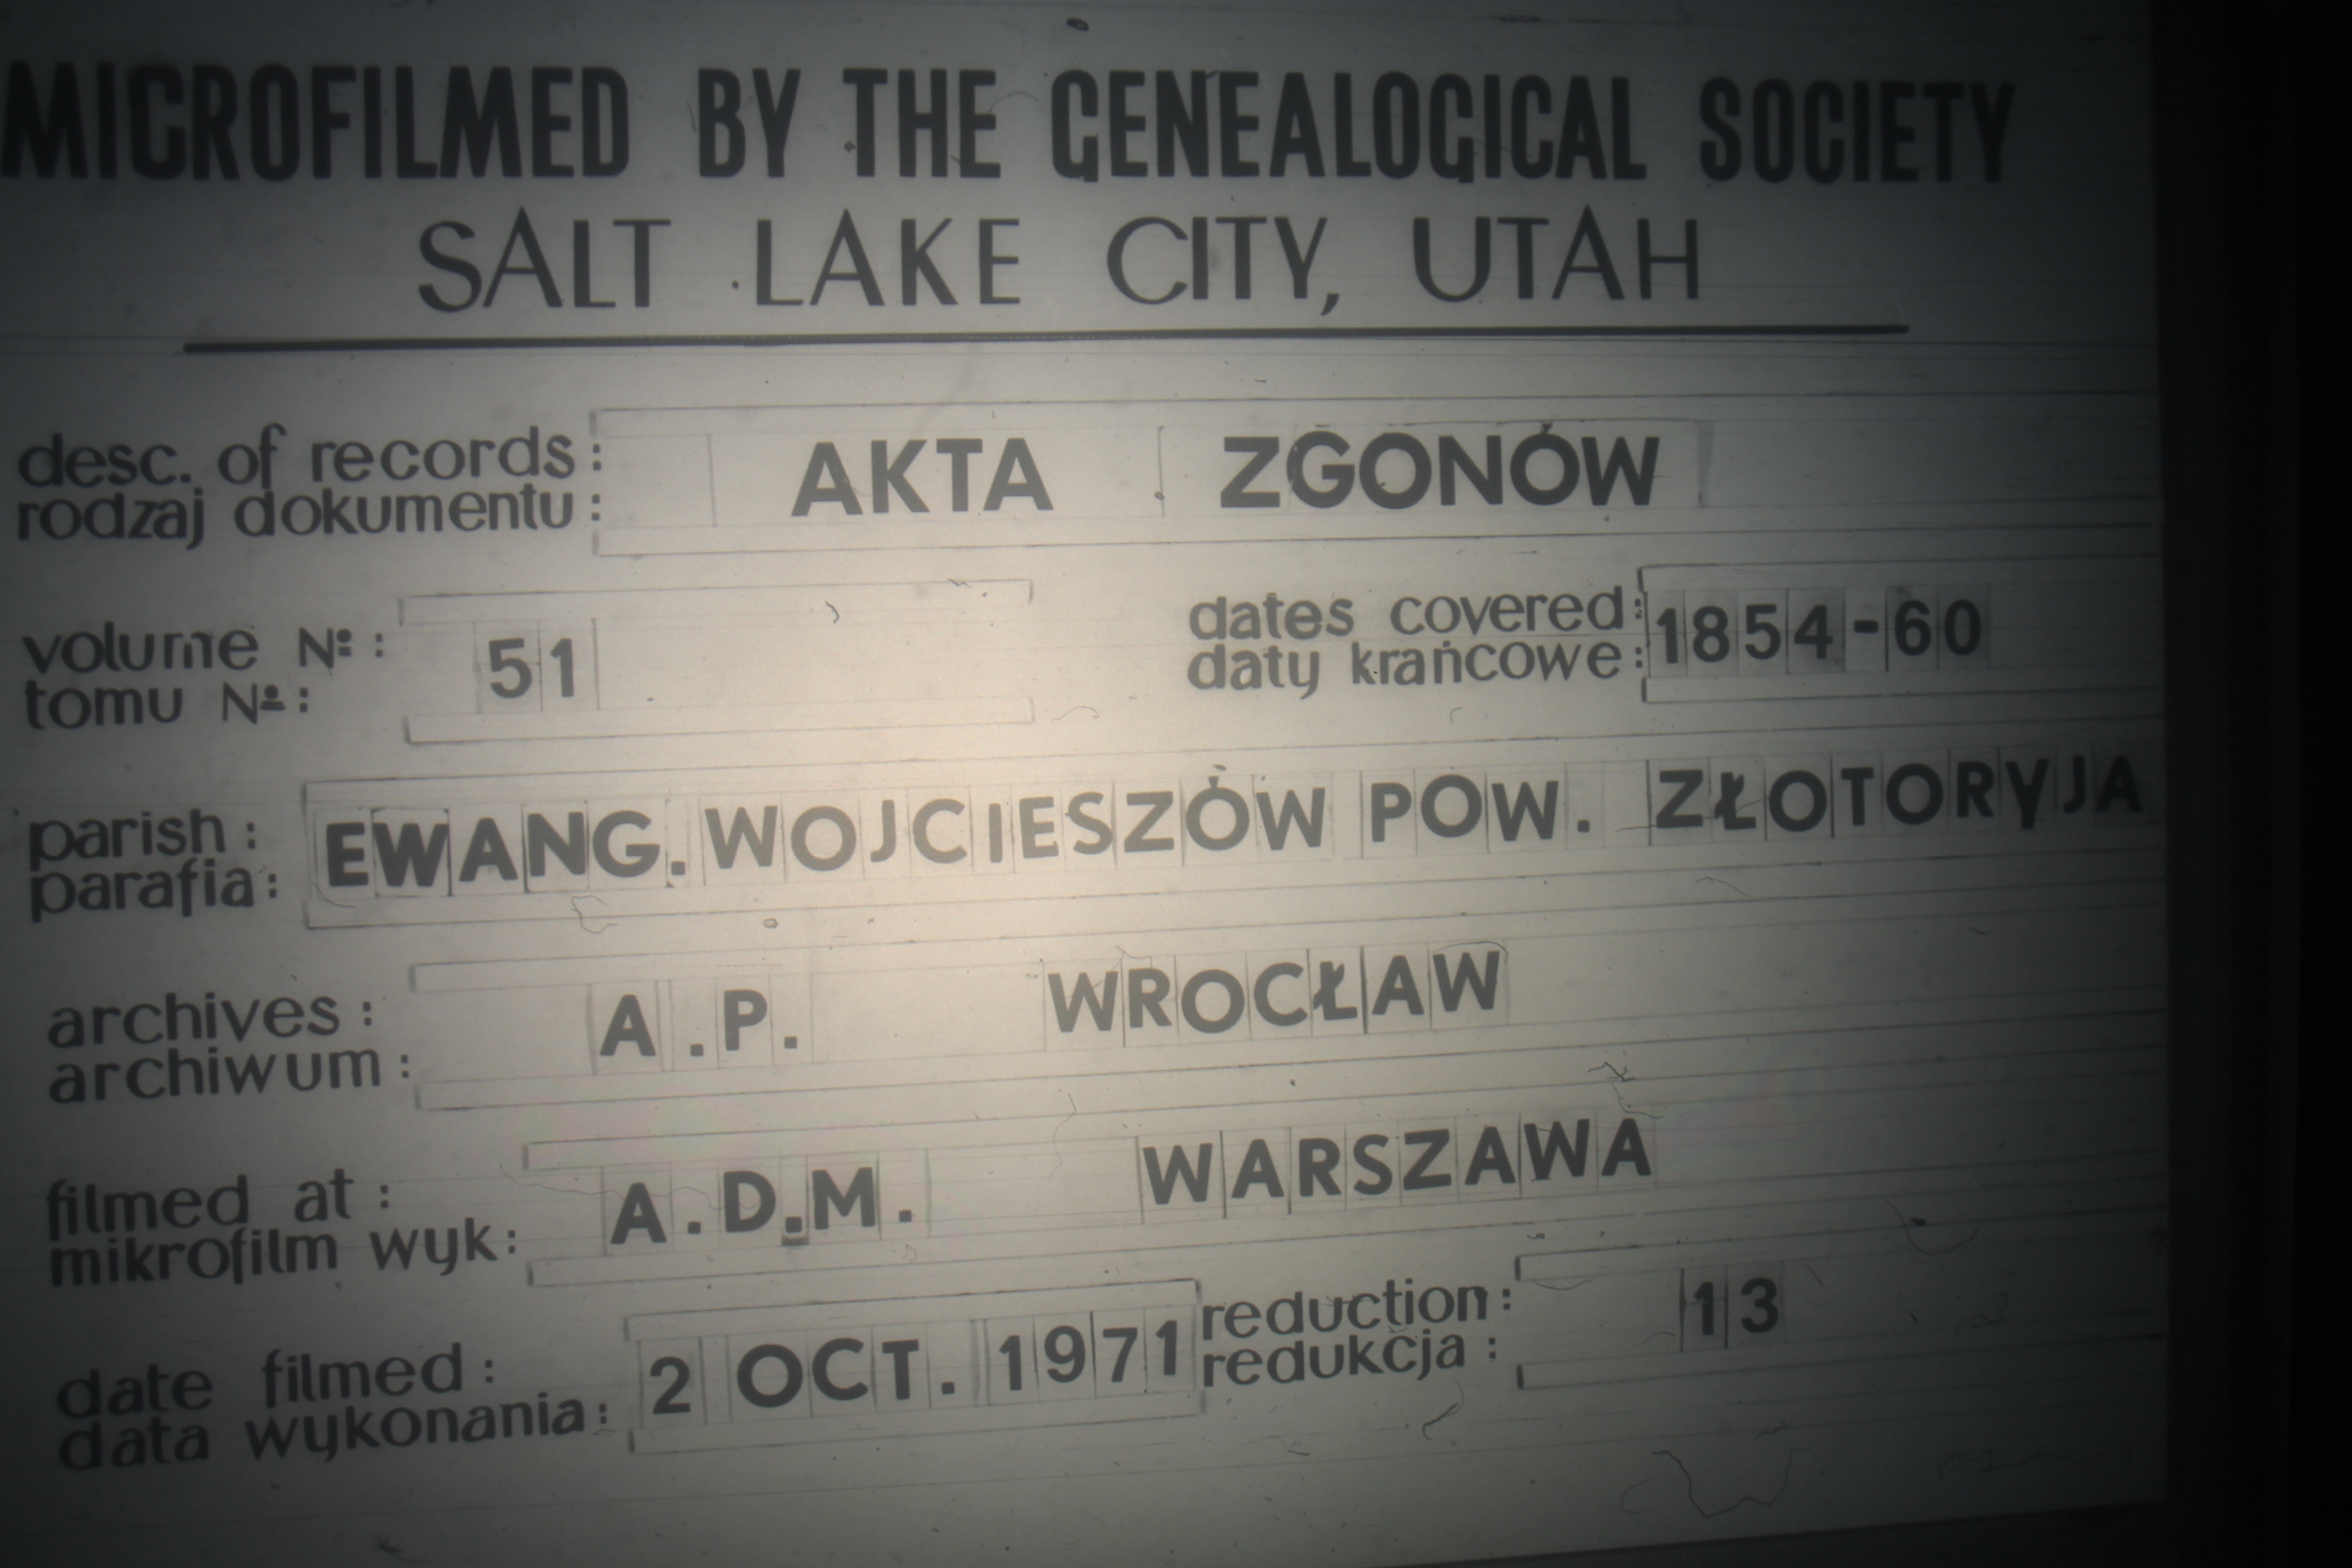 MICROFILMED BY THE GENEALOGICAL SOCIETY
SALT LAKE CITY, UTAH
desc. of records:
rodzaj dokumentu: AKTA ZGONÓW
volume Nº:
tomu Nº: 51
dates covered:
daty krańcowe: 1854-60
parish:
parafia: EWANG. WOJCIESZÓW POW. ZŁOTORYJA
archives:
archiwum: A.P. WROCŁAW
filmed at:
mikrofilm wyk: A.D.M. WARSZAWA
date filmed:
data wykonania: 2 OCT. 1971
reduction:
redukcja: 13